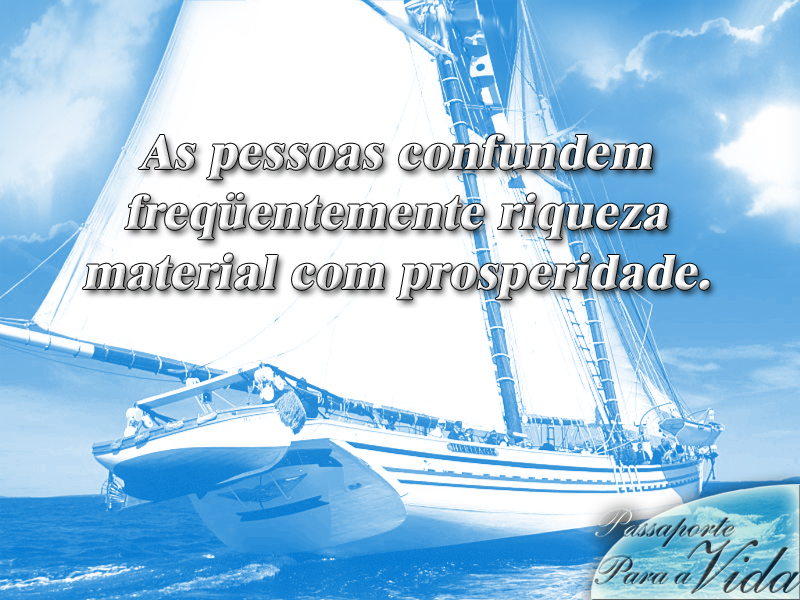 As pessoas confundem
freqüentemente riqueza
material com prosperidade.
Passaporte
Para a Vida